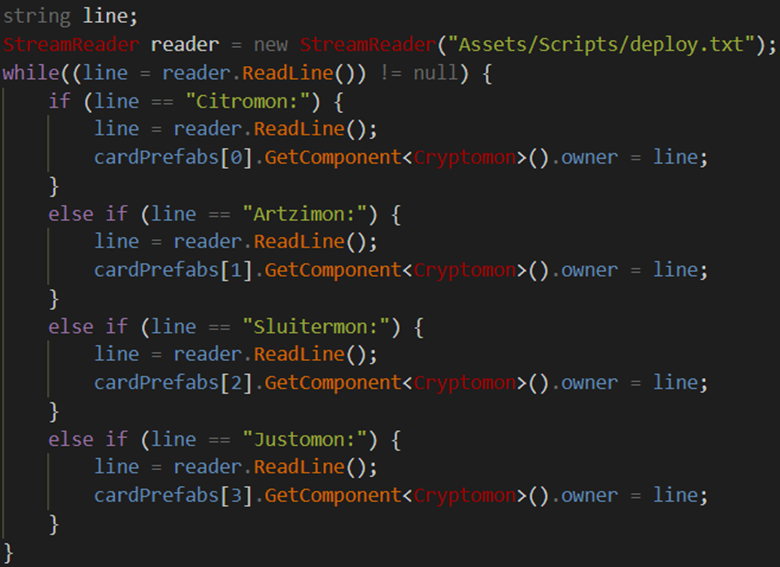 string line;
StreamReader reader = new StreamReader("Assets/Scripts/deploy.txt");
while((line = reader.ReadLine()) != null) {
    if (line == "Citromon:") {
        line = reader.ReadLine();
        cardPrefabs[0].GetComponent<Cryptomon>().owner = line;
    }
    else if (line == "Artzimon:") {
        line = reader.ReadLine();
        cardPrefabs[1].GetComponent<Cryptomon>().owner = line;
    }
    else if (line == "Sluitermon:") {
        line = reader.ReadLine();
        cardPrefabs[2].GetComponent<Cryptomon>().owner = line;
    }
    else if (line == "Justomon:") {
        line = reader.ReadLine();
        cardPrefabs[3].GetComponent<Cryptomon>().owner = line;
    }
}